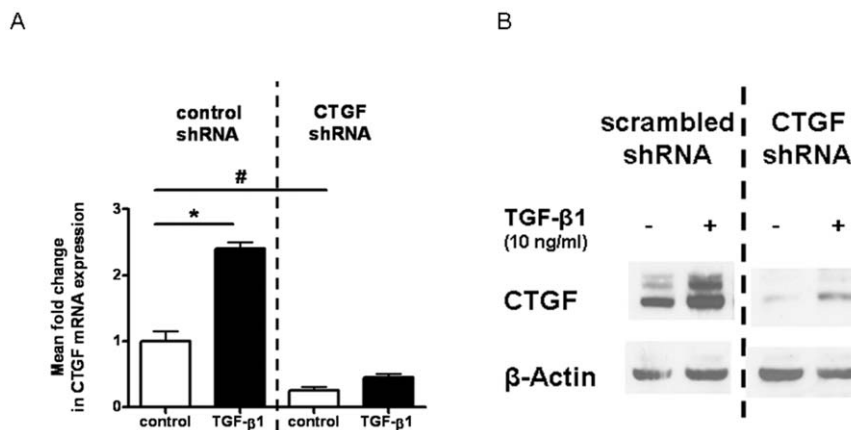 A
control
shRNA
CTGF
shRNA
#
*
Mean fold change
in CTGF mRNA expression
3
2
1
0
control
TGF-β1
control
TGF-β1
B
scrambled
shRNA
CTGF
shRNA
TGF-β1
(10 ng/ml)
- + - +
CTGF
β-Actin